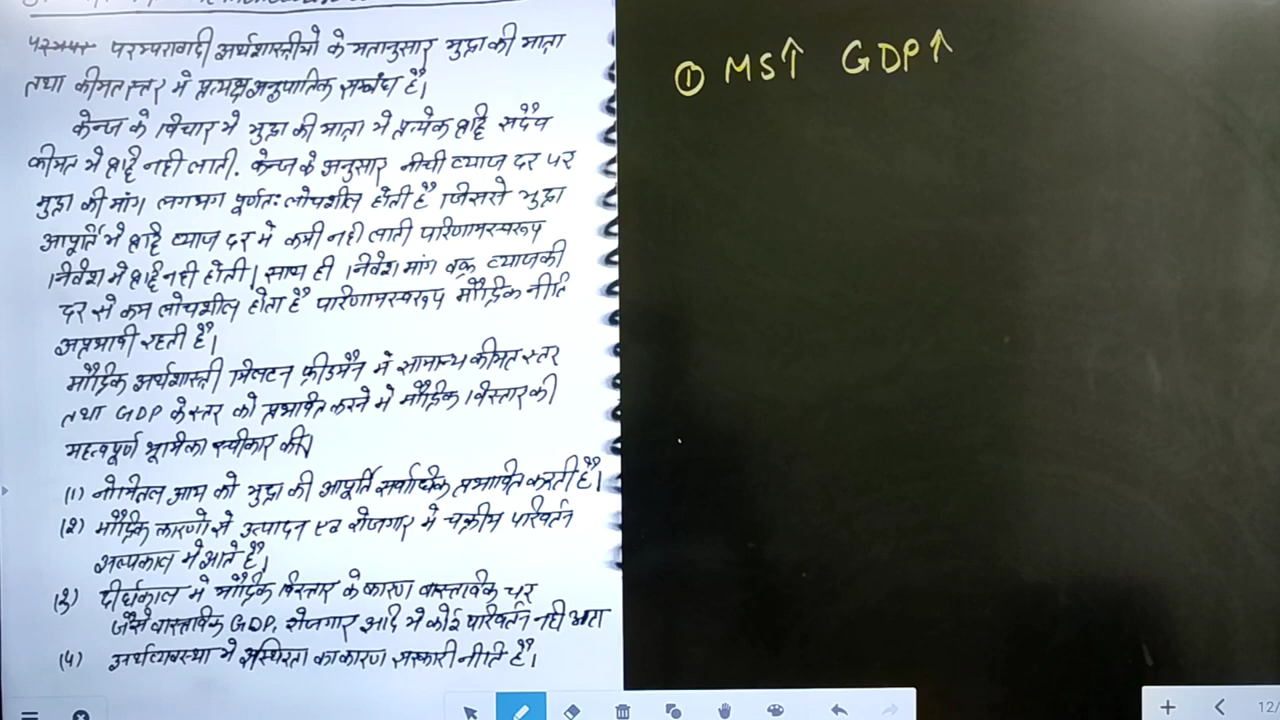 परम्परावादी अर्थशास्त्रीयो के मतानुसार मुद्रा की मात्रा
तथा कीमत स्तर मे प्रत्यक्ष अनुपातिक सम्बंध है।
केन्ज के विचार मे मुद्रा की मात्रा मे प्रत्येक वृद्धि सदैव
कीमत मे वृद्धि नही लाती. केन्ज के अनुसार नीची ब्याज दर पर
मुद्रा की मांग लगभग पूर्णतः लोचशील होती है जिससे मुद्रा
आपूर्ति मे वृद्धि ब्याज दर में कमी नही लाती परिणामस्वरूप
निवेश मे वृद्धि नही होती। साथ ही निवेश मांग वक्र ब्याज की
दर से कम लोचशील होता है परिणामस्वरुप मौद्रिक नीति
अप्रभावी रहती है।
मौद्रिक अर्थशास्त्री मिल्टन फ्रीडमैन में सामान्य कीमत स्तर
तथा GDP के स्तर को प्रभावित करने मे मौद्रिक विस्तार की
महत्वपूर्ण भूमिका स्वीकार की।
(1) नोमिनल आय को मुद्रा की आपूर्ति सर्वाधिक प्रभावित करती है।
(2) मौद्रिक कारणो से उत्पादन एव रोजगार मे चक्रीय परिवर्तन
अल्पकाल मे आते है।
(3) दीर्घकाल मे मौद्रिक विस्तार के कारण वास्तविक चर
जैसे वास्तविक GDP, रोजगार आदि मे कोई परिवर्तन नही आता
(4) अर्थव्यवस्था मे अस्थिरता का कारण सरकारी नीति है।
① MS↑ GDP↑
12/